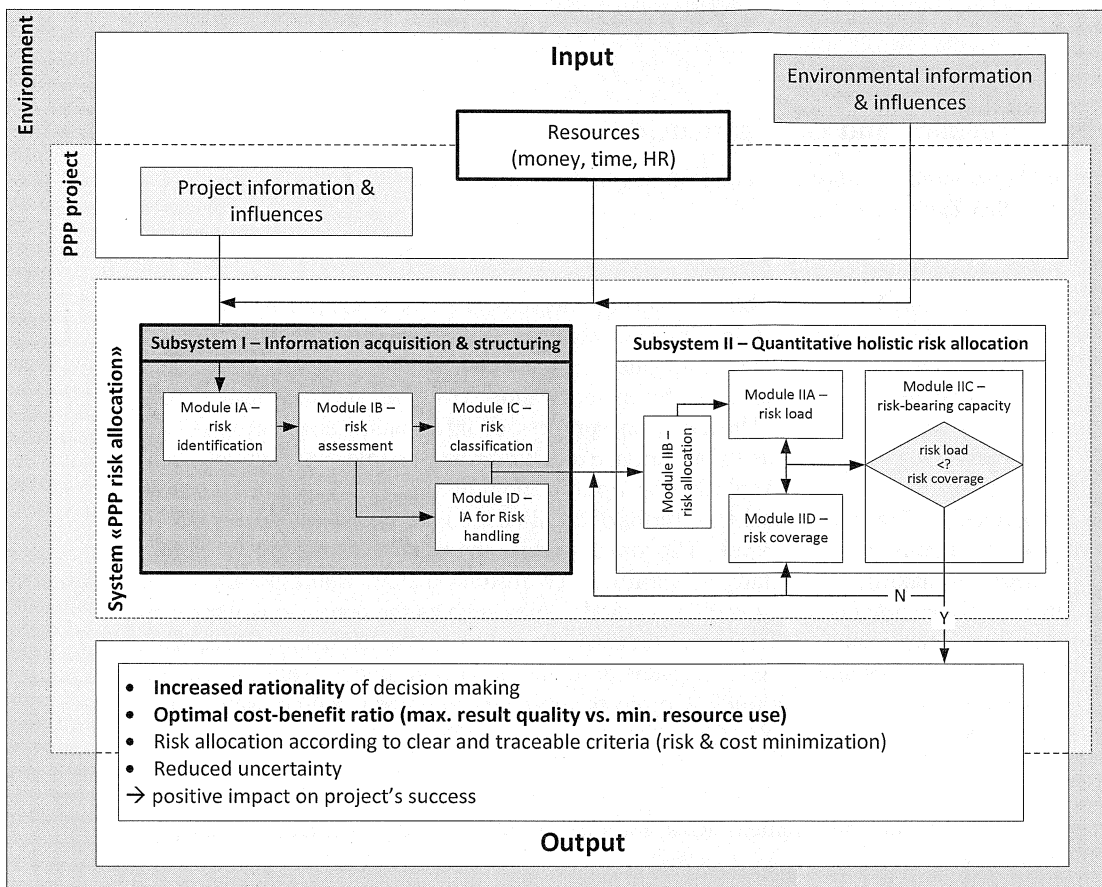 Environment
Input
Environmental information
& influences
Resources
(money, time, HR)
PPP project
Project information &
influences
System «PPP risk allocation»
Subsystem I – Information acquisition & structuring
Module IA –
risk
identification
Module IB –
risk
assessment
Module IC –
risk
classification
Module ID –
IA for Risk
handling
Subsystem II – Quantitative holistic risk allocation
Module IIB –
risk allocation
Module IIA –
risk load
Module IID –
risk coverage
Module IIC –
risk-bearing capacity
risk load
<?
risk coverage
N
Y
• Increased rationality of decision making
• Optimal cost-benefit ratio (max. result quality vs. min. resource use)
• Risk allocation according to clear and traceable criteria (risk & cost minimization)
• Reduced uncertainty
→ positive impact on project's success
Output